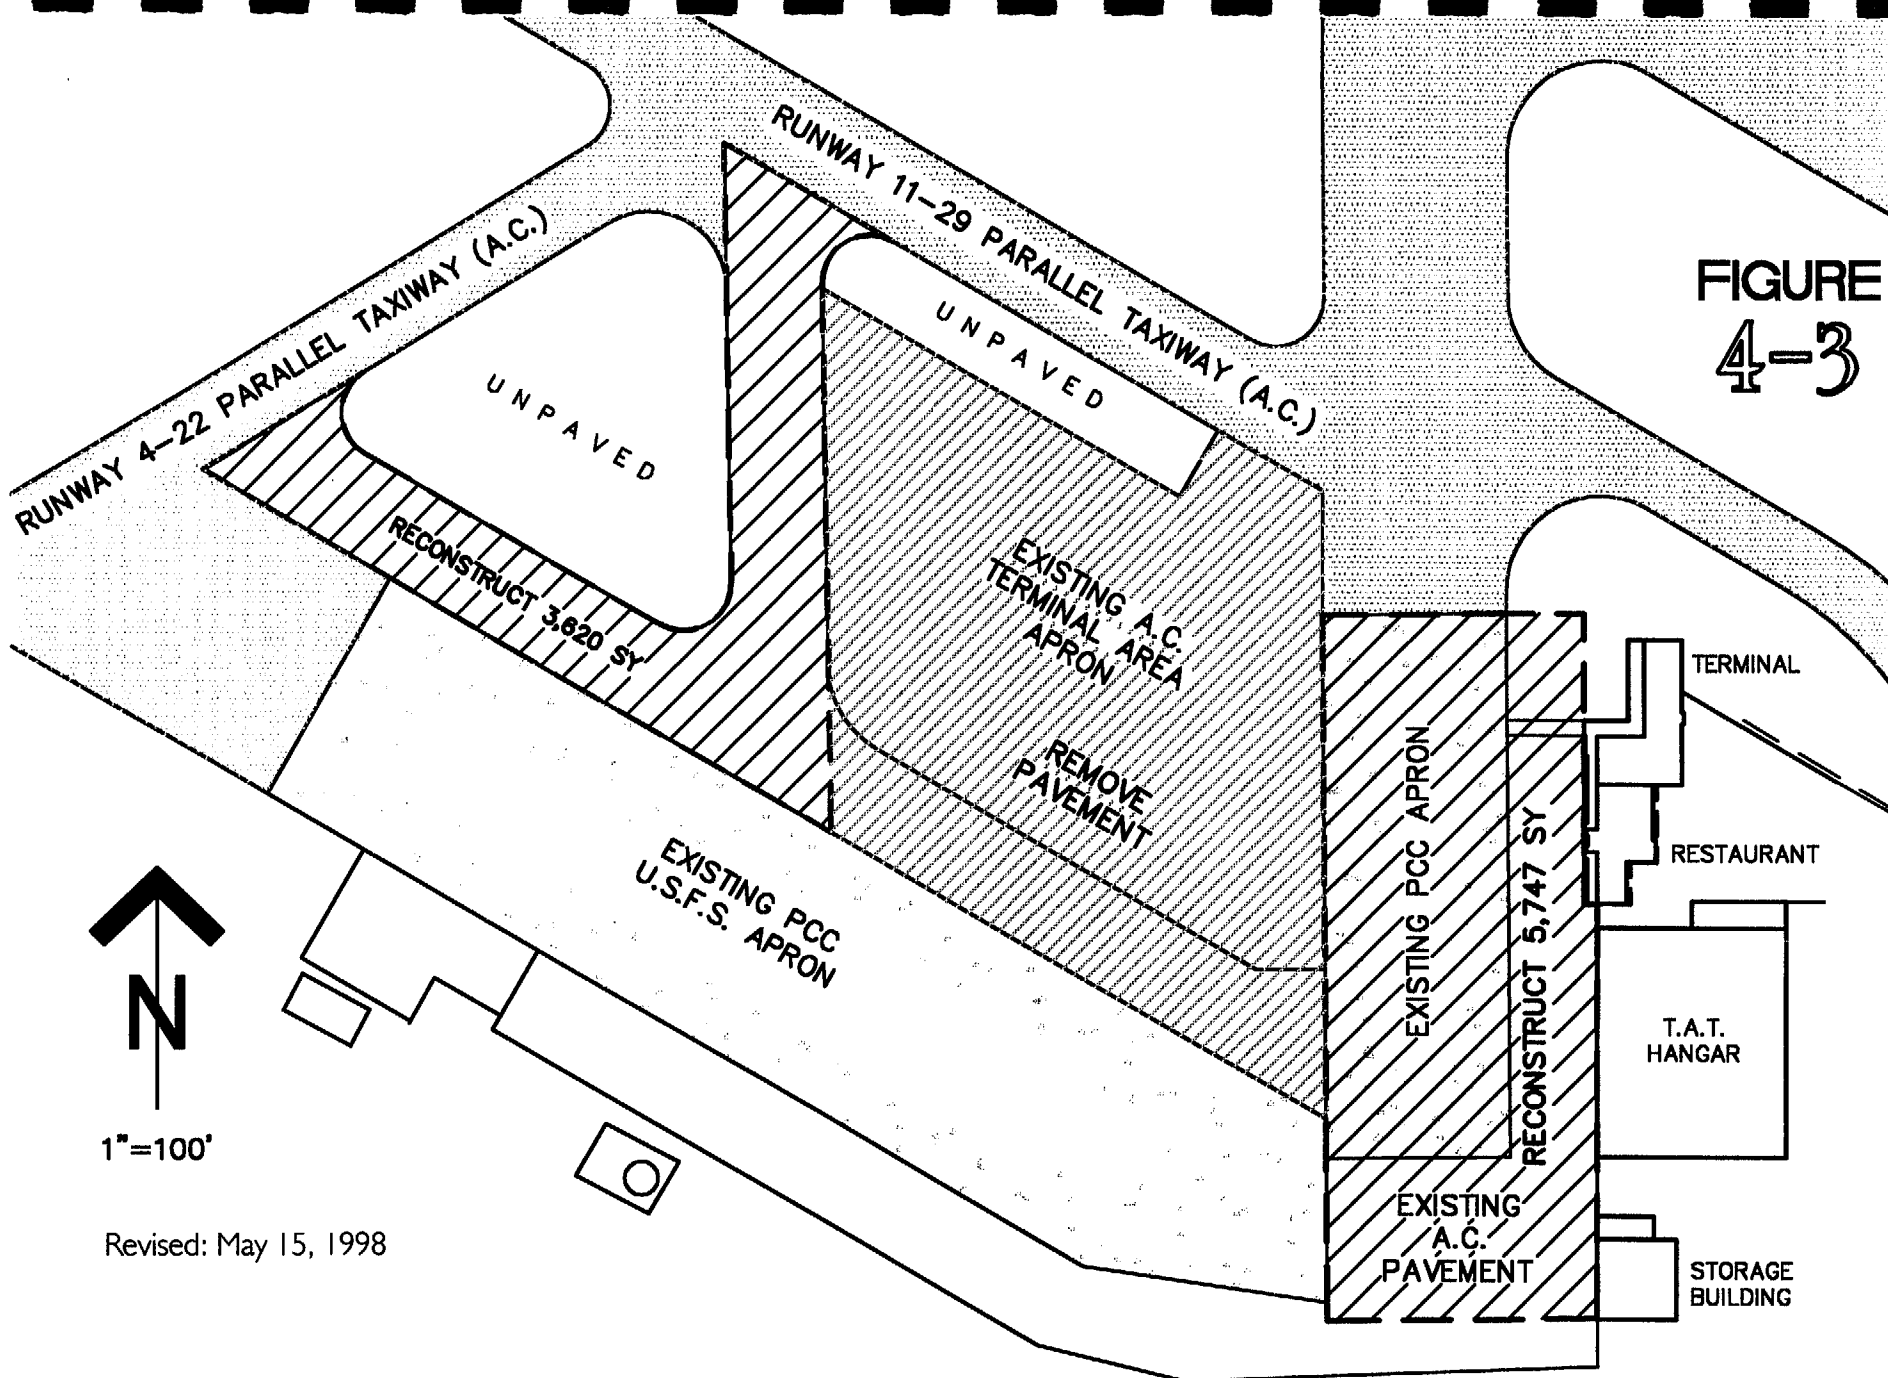 RUNWAY 11-29 PARALLEL TAXIWAY (A.C.)
RUNWAY 4-22 PARALLEL TAXIWAY (A.C.)
FIGURE
4-3
UNPAVED
UNPAVED
RECONSTRUCT 3,620 SY
EXISTING A.C.
TERMINAL AREA
APRON
REMOVE
PAVEMENT
EXISTING PCC
U.S.F.S. APRON
EXISTING PCC APRON
RECONSTRUCT 5,747 SY
TERMINAL
RESTAURANT
T.A.T.
HANGAR
EXISTING
A.C.
PAVEMENT
STORAGE
BUILDING
N
1"=100'
Revised: May 15, 1998